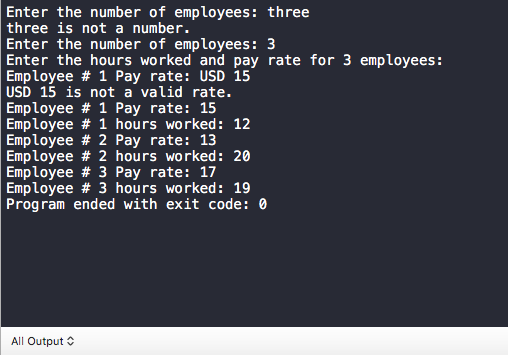 Enter the number of employees: three
three is not a number.
Enter the number of employees: 3
Enter the hours worked and pay rate for 3 employees:
Employee # 1 Pay rate: USD 15
USD 15 is not a valid rate.
Employee # 1 Pay rate: 15
Employee # 1 hours worked: 12
Employee # 2 Pay rate: 13
Employee # 2 hours worked: 20
Employee # 3 Pay rate: 17
Employee # 3 hours worked: 19
Program ended with exit code: 0
All Output